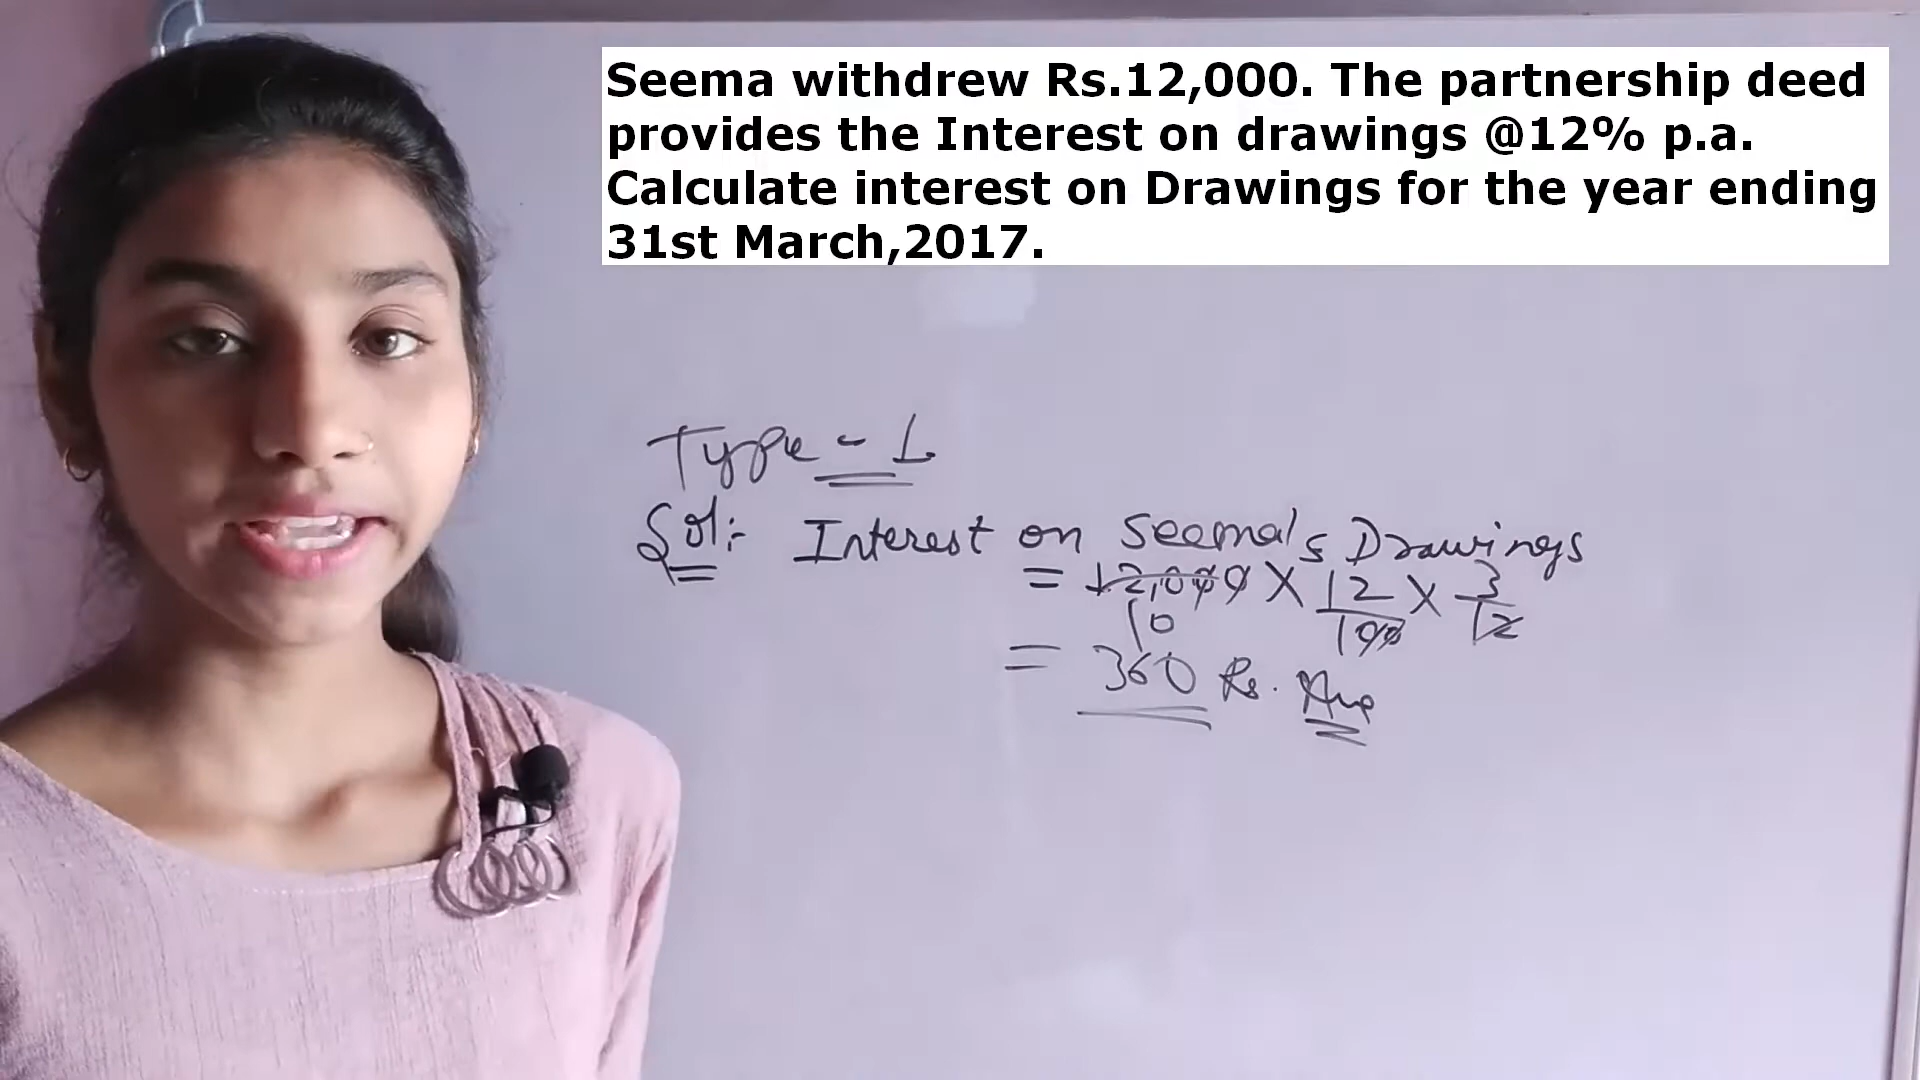 Seema withdrew Rs.12,000. The partnership deed
provides the Interest on drawings @12% p.a.
Calculate interest on Drawings for the year ending
31st March,2017.
Type - 1.
Sol:- Interest on Seema's Drawings
= 12,000 X 12/100 X 3/12
10
= 360 Rs. Ans